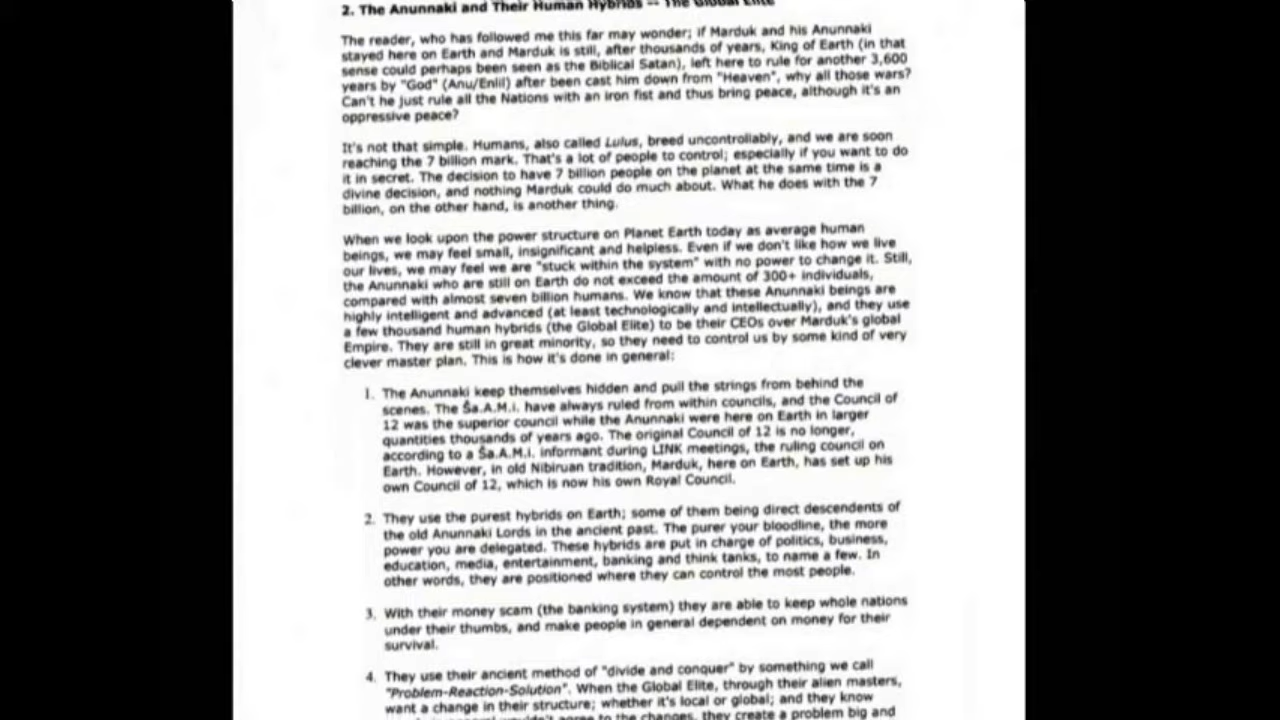 2. The Anunnaki and Their Human Hybrids -- The Global Elite
The reader, who has followed me this far may wonder; if Marduk and his Anunnaki
stayed here on Earth and Marduk is still, after thousands of years, King of Earth (in that
sense could perhaps been seen as the Biblical Satan), left here to rule for another 3,600
years by "God" (Anu/Enlil) after been cast him down from "Heaven", why all those wars?
Can't he just rule all the Nations with an iron fist and thus bring peace, although it's an
oppressive peace?
It's not that simple. Humans, also called Lulus, breed uncontrollably, and we are soon
reaching the 7 billion mark. That's a lot of people to control; especially if you want to do
it in secret. The decision to have 7 billion people on the planet at the same time is a
divine decision, and nothing Marduk could do much about. What he does with the 7
billion, on the other hand, is another thing.
When we look upon the power structure on Planet Earth today as average human
beings, we may feel small, insignificant and helpless. Even if we don't like how we live
our lives, we may feel we are "stuck within the system" with no power to change it. Still,
the Anunnaki who are still on Earth do not exceed the amount of 300+ individuals,
compared with almost seven billion humans. We know that these Anunnaki beings are
highly intelligent and advanced (at least technologically and intellectually), and they use
a few thousand human hybrids (the Global Elite) to be their CEOs over Marduk's global
Empire. They are still in great minority, so they need to control us by some kind of very
clever master plan. This is how it's done in general:
1. The Anunnaki keep themselves hidden and pull the strings from behind the
scenes. The Ša.A.M.i. have always ruled from within councils, and the Council of
12 was the superior council while the Anunnaki were here on Earth in larger
quantities thousands of years ago. The original Council of 12 is no longer,
according to a Ša.A.M.i. informant during LINK meetings, the ruling council on
Earth. However, in old Nibiruan tradition, Marduk, here on Earth, has set up his
own Council of 12, which is now his own Royal Council.
2. They use the purest hybrids on Earth; some of them being direct descendents of
the old Anunnaki Lords in the ancient past. The purer your bloodline, the more
power you are delegated. These hybrids are put in charge of politics, business,
education, media, entertainment, banking and think tanks, to name a few. In
other words, they are positioned where they can control the most people.
3. With their money scam (the banking system) they are able to keep whole nations
under their thumbs, and make people in general dependent on money for their
survival.
4. They use their ancient method of "divide and conquer" by something we call
"Problem-Reaction-Solution". When the Global Elite, through their alien masters,
want a change in their structure; whether it's local or global; and they know
agree to the changes, they create a problem big and